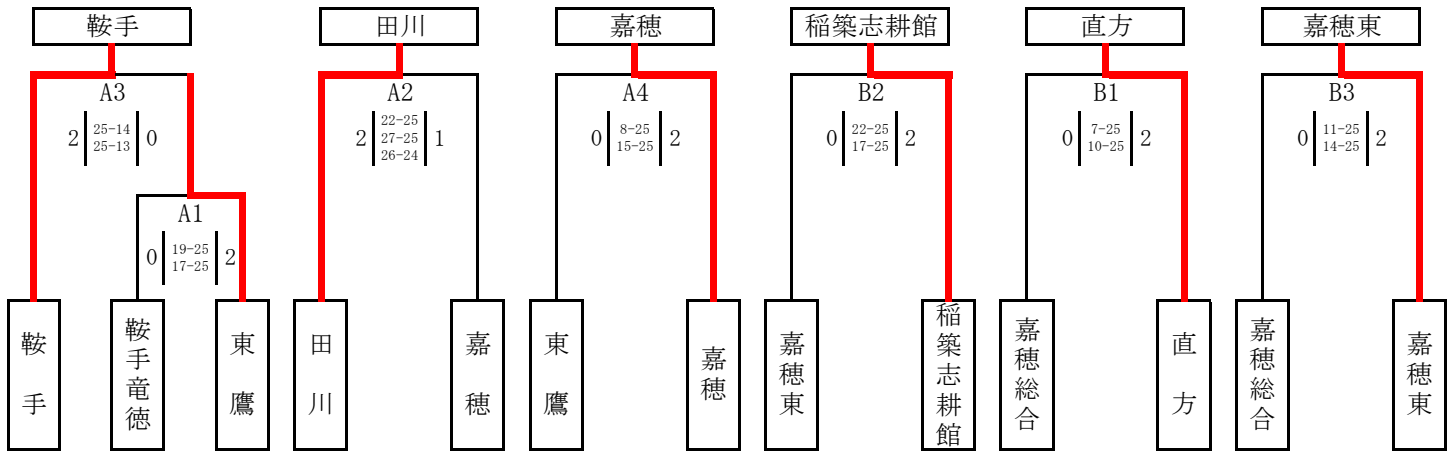 鞍手
田川
嘉穂
稲築志耕館
直方
嘉穂東
A3
2
25-14
25-13
0
A2
2
22-25
27-25
26-24
1
A4
0
8-25
15-25
2
B2
0
22-25
17-25
2
B1
0
7-25
10-25
2
B3
0
11-25
14-25
2
A1
0
19-25
17-25
2
鞍手
鞍手竜徳
東鷹
田川
嘉穂
東鷹
嘉穂
嘉穂東
稲築志耕館
嘉穂総合
直方
嘉穂総合
嘉穂東